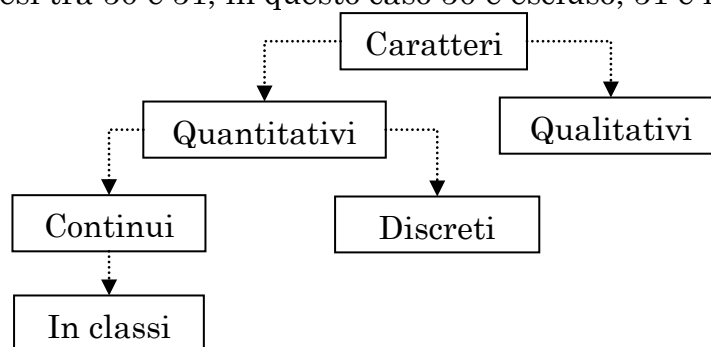 tra 30 e 31, in questo caso 30 è escluso, 31 è
Caratteri
Quantitativi
Qualitativi
Continui
Discreti
In classi